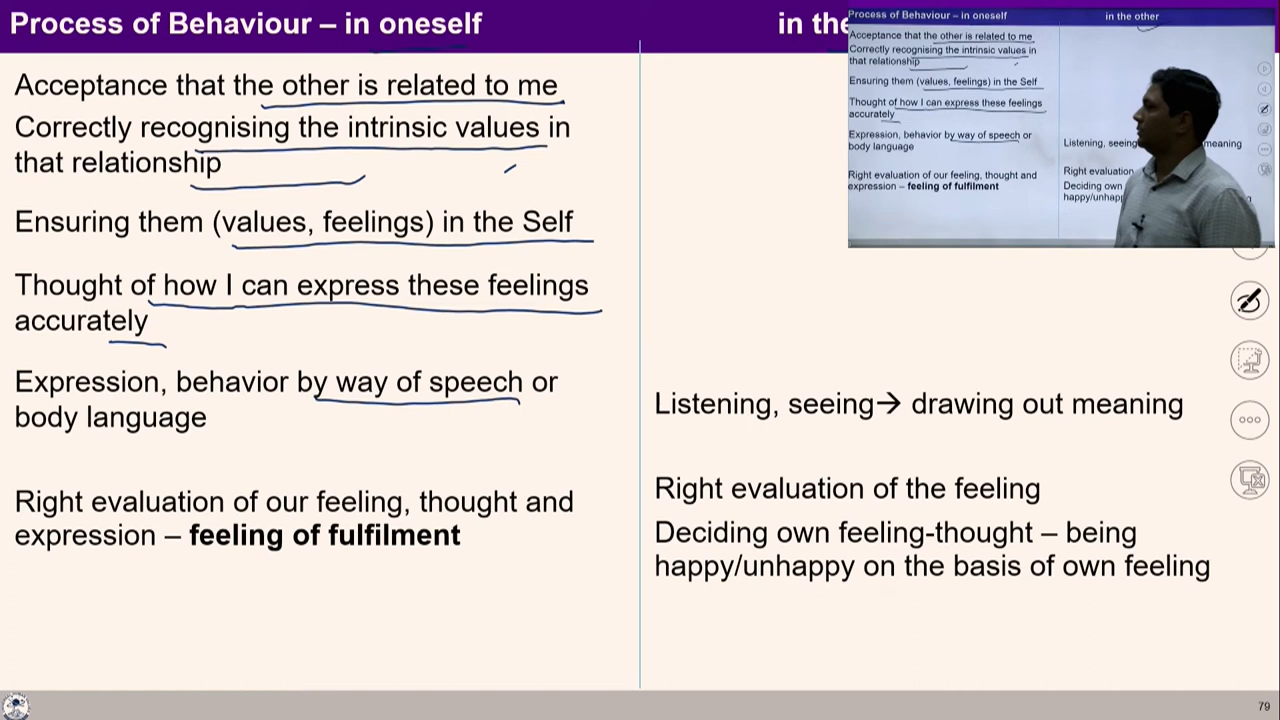 Process of Behaviour – in oneself
in the
Acceptance that the other is related to me
Correctly recognising the intrinsic values in
that relationship
Ensuring them (values, feelings) in the Self
Thought of how I can express these feelings
accurately
Expression, behavior by way of speech or
body language
Right evaluation of our feeling, thought and
expression – feeling of fulfilment
Listening, seeing→ drawing out meaning
Right evaluation of the feeling
Deciding own feeling-thought – being
happy/unhappy on the basis of own feeling
Process of Behaviour – in oneself
in the other
Acceptance that the other is related to me
Correctly recognising the intrinsic values in
that relationship
Ensuring them (values, feelings) in the Self
Thought of how I can express these feelings
accurately
Expression, behavior by way of speech or
body language
Right evaluation of our feeling, thought and
expression – feeling of fulfilment
Listening, seeing meaning
Right evaluation
Deciding own
79